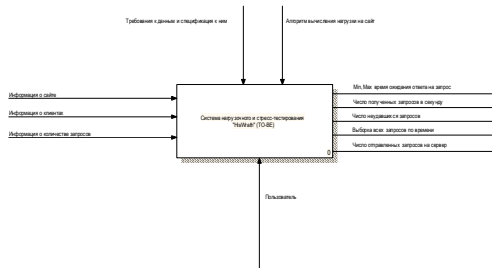 Требования к данные и спецификация к ним
Алгоритм вычисления нагрузки на сайт
Информация о сайте
Информация о клиентах
Информация о количестве запросов
Система нагрузочного и стресс-тестирования
(TO-BE)
0
Min, Max время ожидания ответа на запрос
Число полученных запросов в секунду
Число неудавшихся запросов
Выборка всех запросов по времени
Число отправленных запросов на сервер
Пользователь